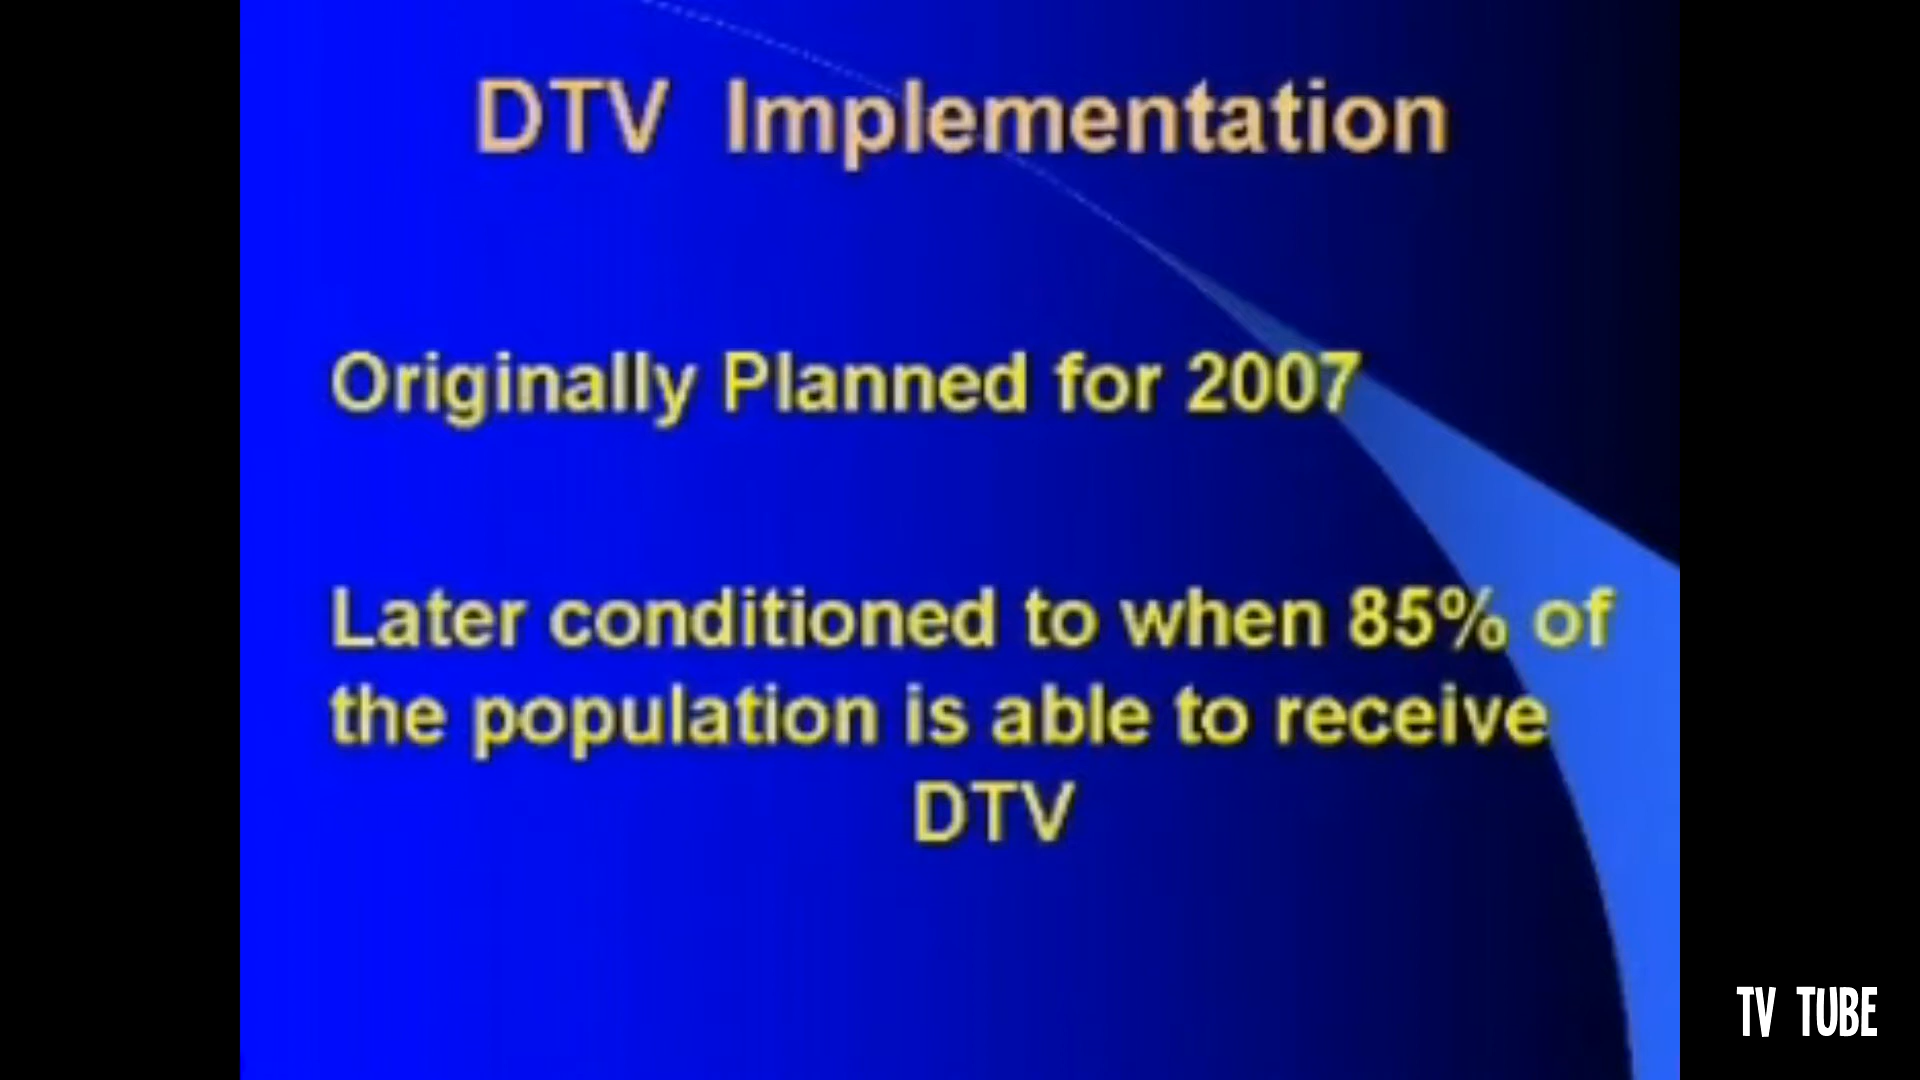 DTV Implementation
Originally Planned for 2007
Later conditioned to when 85% of
the population is able to receive
DTV
TV TUBE